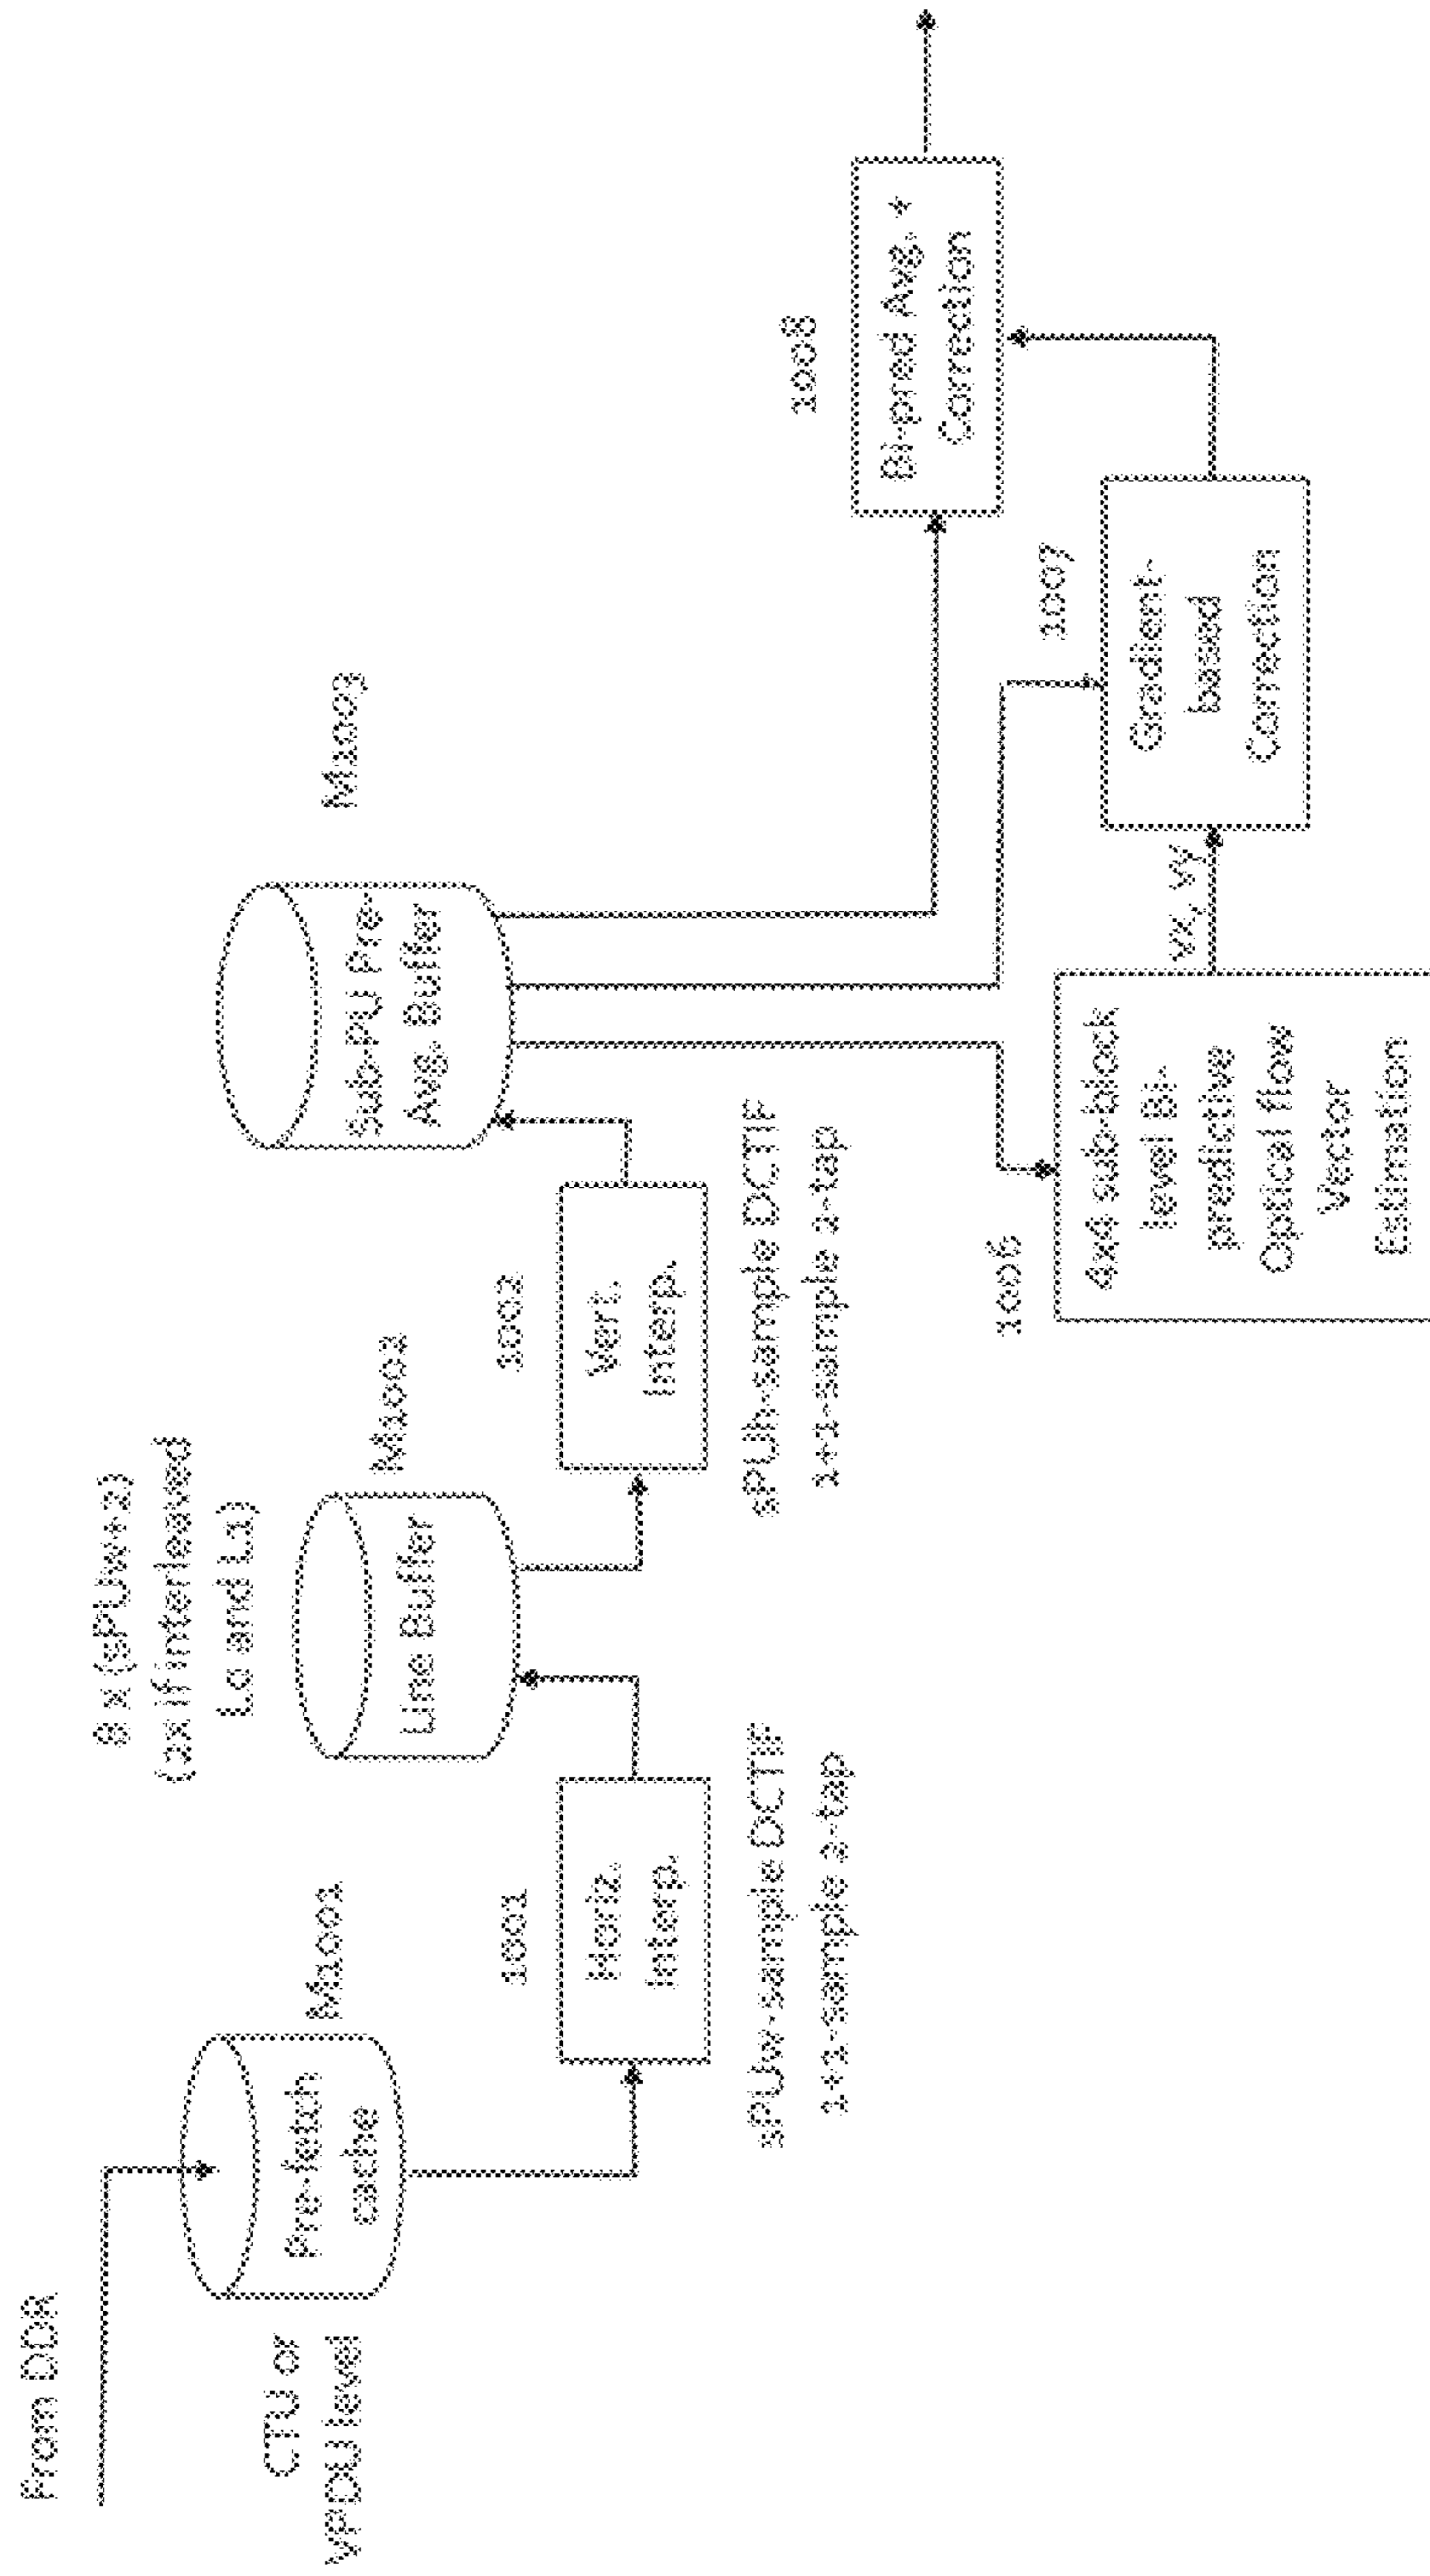 From DDR
CTU or
VPDU level
Pre-fetch
cache
M1001
1001
Horiz.
Interp.
sPUw-sample DCTIF
1+1-sample 2-tap
8 x (sPUw+2)
(2x if interleaved
L0 and L1)
Line Buffer
M1002
1002
Vert.
Interp.
sPUh-sample DCTIF
1+1-sample 2-tap
Sub-PU Pre-
Avg. Buffer
M1003
1006
4x4 sub-block
level Bi-
predictive
Optical flow
Vector
Estimation
vx, vy
1007
Gradient-
based
Correction
1008
Bi-pred Avg. +
Correction